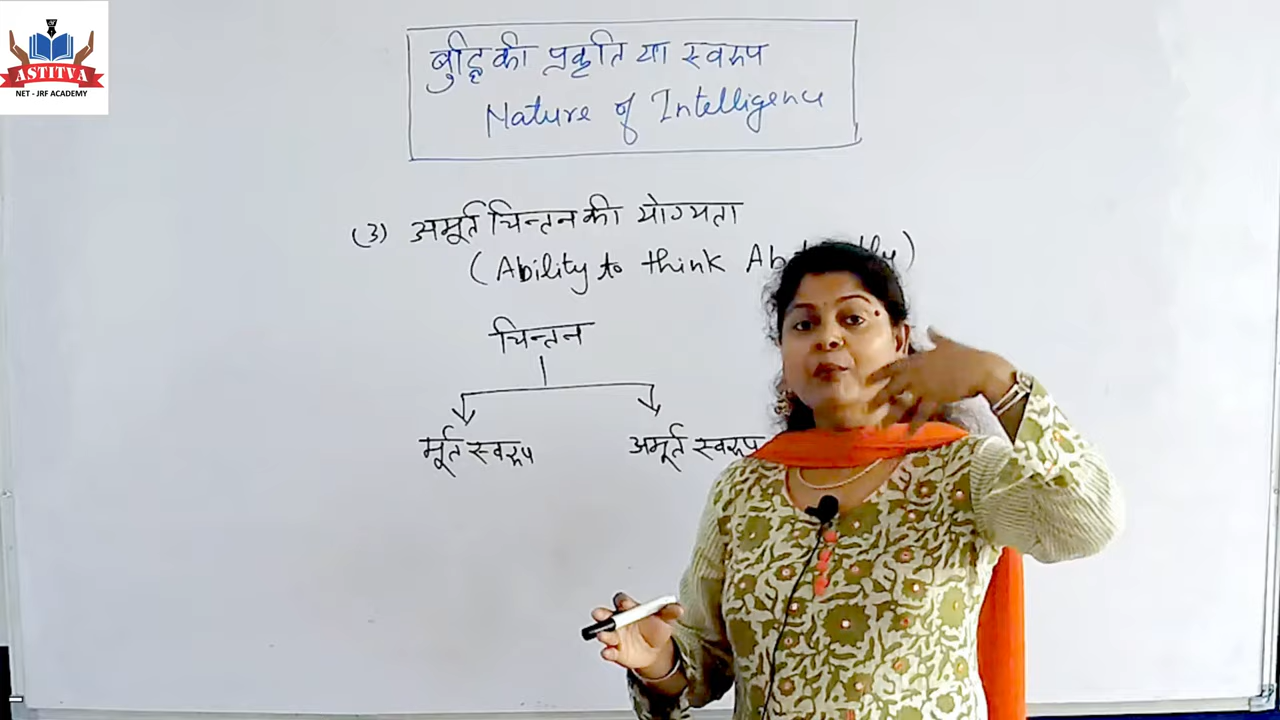 ASTITVA
NET - JRF ACADEMY
बुद्धि की प्रकृति या स्वरूप
Nature of Intelligence
(3) अमूर्त चिन्तन की योग्यता
(Ability to think
चिन्तन
मूर्त स्वरूप अमूर्त स्वरूप